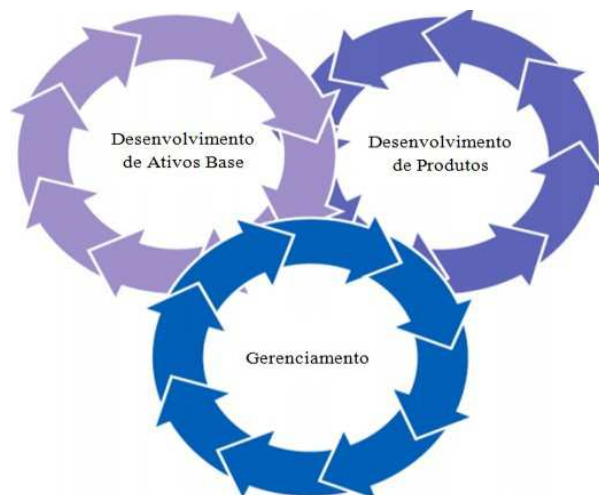 Desenvolvimento
de Ativos Base
Desenvolvimento
de Produtos
Gerenciamento